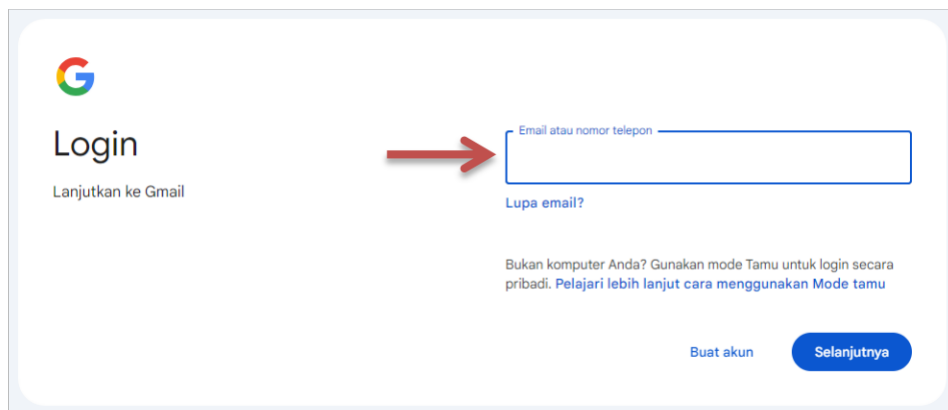 Login
Lanjutkan ke Gmail
Email atau nomor telepon
Lupa email?
Bukan komputer Anda? Gunakan mode Tamu untuk login secara
pribadi. Pelajari lebih lanjut cara menggunakan Mode tamu
Buat akun
Selanjutnya